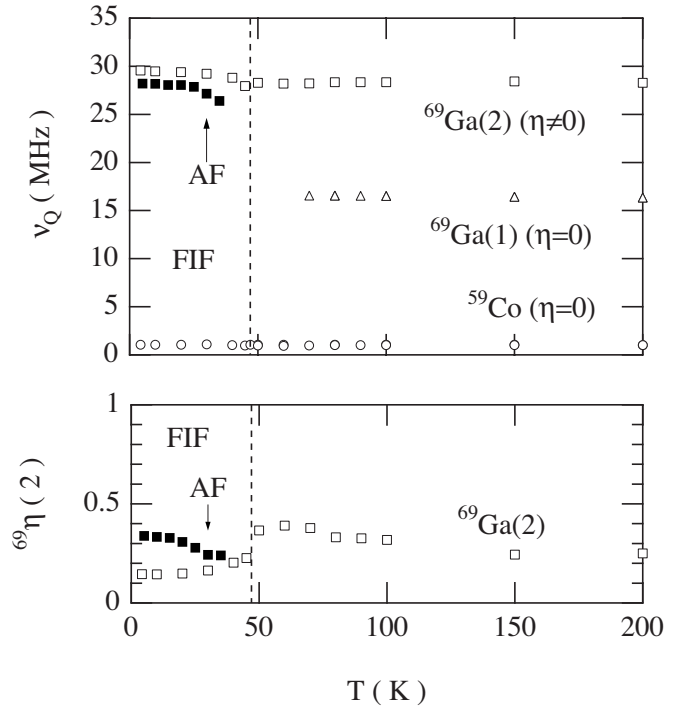 35
30
25
20
15
10
5
0
ν_Q ( MHz )
AF
FIF
⁶⁹Ga(2) (η≠0)
⁶⁹Ga(1) (η=0)
⁵⁹Co (η=0)
1
0.5
0
⁶⁹η ( 2 )
FIF
AF
⁶⁹Ga(2)
0 50 100 150 200
T ( K )